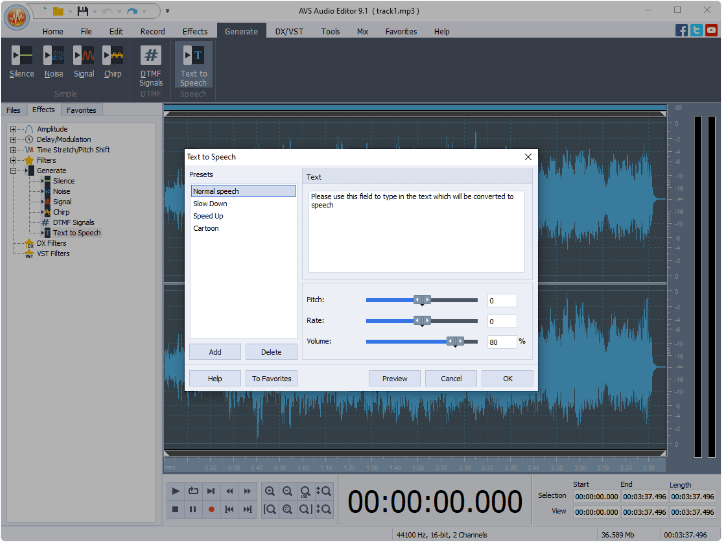 AVS Audio Editor 9.1 ( track1.mp3 )
Home File Edit Record Effects Generate DX/VST Tools Mix Favorites Help
Silence Noise Signal Chirp DTMF Signals Text to Speech
Simple DTMF Speech
Files Effects Favorites
Amplitude
Delay/Modulation
Time Stretch/Pitch Shift
Filters
Generate
Silence
Noise
Signal
Chirp
DTMF Signals
Text to Speech
DX Filters
VST Filters
dB
Text to Speech
Presets
Normal speech
Slow Down
Speed Up
Cartoon
Add Delete
Text
Please use this field to type in the text which will be converted to
speech
Pitch: 0
Rate: 0
Volume: 80 %
Help To Favorites Preview Cancel OK
00:00:00.000
Start End Length
Selection 00:00:00.000 00:03:37.496 00:03:37.496
View 00:00:00.000 00:03:37.496 00:03:37.496
44100 Hz, 16-bit, 2 Channels 36.589 Mb 00:03:37.496